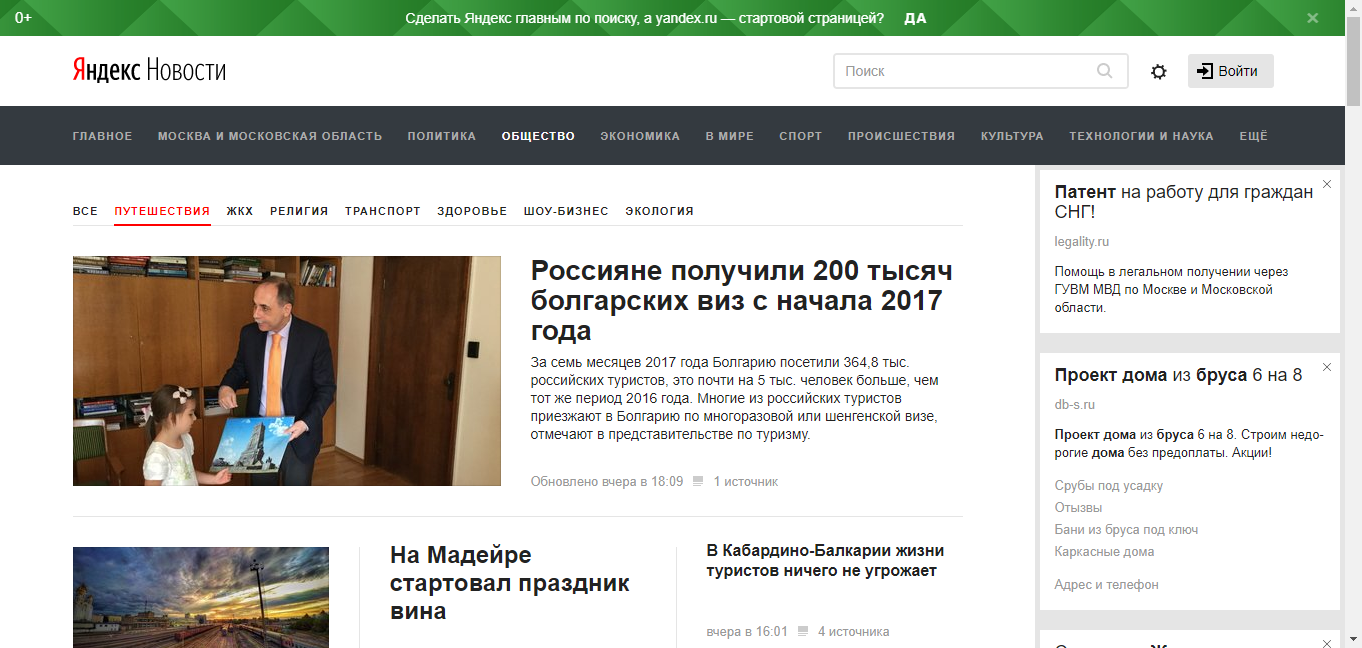 0+
Сделать Яндекс главным по поиску, а yandex.ru — стартовой страницей? ДА
Яндекс Новости
Поиск
Войти
ГЛАВНОЕ МОСКВА И МОСКОВСКАЯ ОБЛАСТЬ ПОЛИТИКА ОБЩЕСТВО ЭКОНОМИКА В МИРЕ СПОРТ ПРОИСШЕСТВИЯ КУЛЬТУРА ТЕХНОЛОГИИ И НАУКА ЕЩЁ
ВСЕ ПУТЕШЕСТВИЯ ЖКХ РЕЛИГИЯ ТРАНСПОРТ ЗДОРОВЬЕ ШОУ-БИЗНЕС ЭКОЛОГИЯ
Россияне получили 200 тысяч
болгарских виз с начала 2017
года
За семь месяцев 2017 года Болгарию посетили 364,8 тыс.
российских туристов, это почти на 5 тыс. человек больше, чем
тот же период 2016 года. Многие из российских туристов
приезжают в Болгарию по многоразовой или шенгенской визе,
отмечают в представительстве по туризму.
Обновлено вчера в 18:09 1 источник
На Мадейре
стартовал праздник
вина
В Кабардино-Балкарии жизни
туристов ничего не угрожает
вчера в 16:01 4 источника
Патент на работу для граждан
СНГ!
legality.ru
Помощь в легальном получении через
ГУВМ МВД по Москве и Московской
области.
Проект дома из бруса 6 на 8
db-s.ru
Проект дома из бруса 6 на 8. Строим недо-
рогие дома без предоплаты. Акции!
Срубы под усадку
Отызвы
Бани из бруса под ключ
Каркасные дома
Адрес и телефон